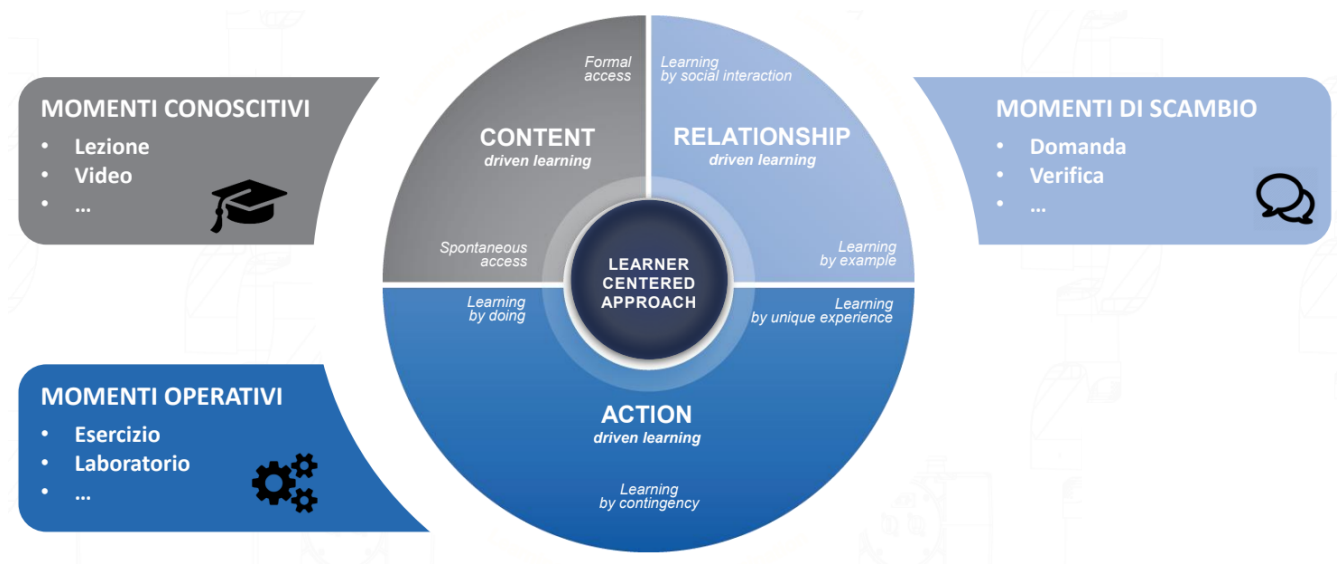 MOMENTI CONOSCITIVI
• Lezione
• Video
• ...
Formal
access
CONTENT
driven learning
Spontaneous
access
Learning
by social interaction
RELATIONSHIP
driven learning
Learning
by example
MOMENTI DI SCAMBIO
• Domanda
• Verifica
• ...
LEARNER
CENTERED
APPROACH
Learning
by doing
Learning
by unique experience
ACTION
driven learning
Learning
by contingency
MOMENTI OPERATIVI
• Esercizio
• Laboratorio
• ...